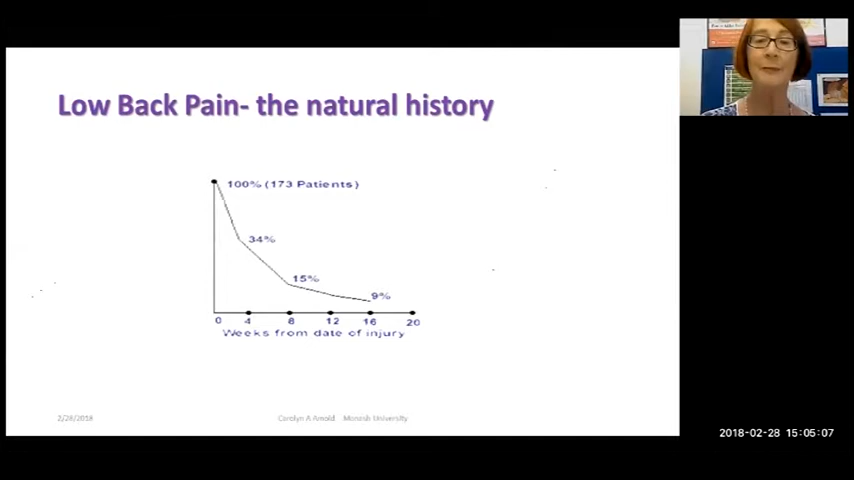 Low Back Pain- the natural history
100% (173 Patients)
34%
15%
9%
0 4 8 12 16 20
Weeks from date of injury
2/28/2018 Carolyn A Arnold Monash University
2018-02-28 15:05:07